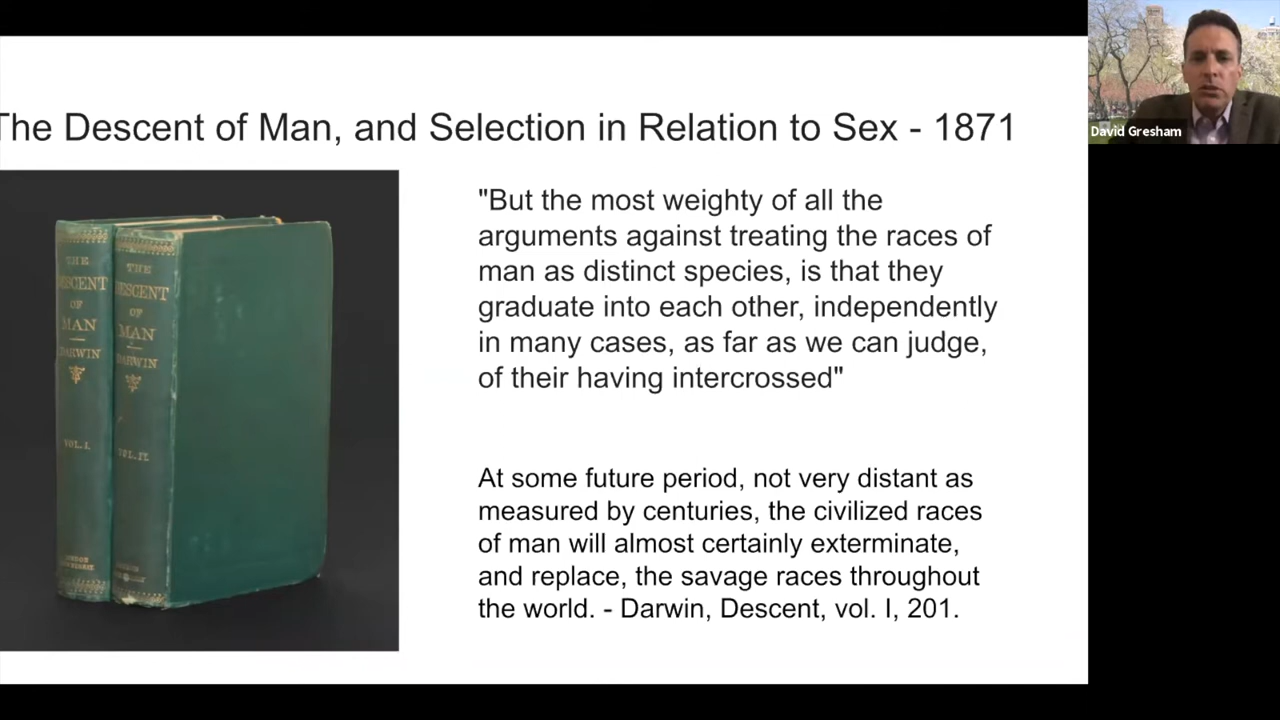 The Descent of Man, and Selection in Relation to Sex - 1871
David Gresham
"But the most weighty of all the
arguments against treating the races of
man as distinct species, is that they
graduate into each other, independently
in many cases, as far as we can judge,
of their having intercrossed"
At some future period, not very distant as
measured by centuries, the civilized races
of man will almost certainly exterminate,
and replace, the savage races throughout
the world. - Darwin, Descent, vol. I, 201.
THE
DESCENT
OF
MAN
DARWIN
VOL. I.
THE
DESCENT
OF
MAN
DARWIN
VOL. II.